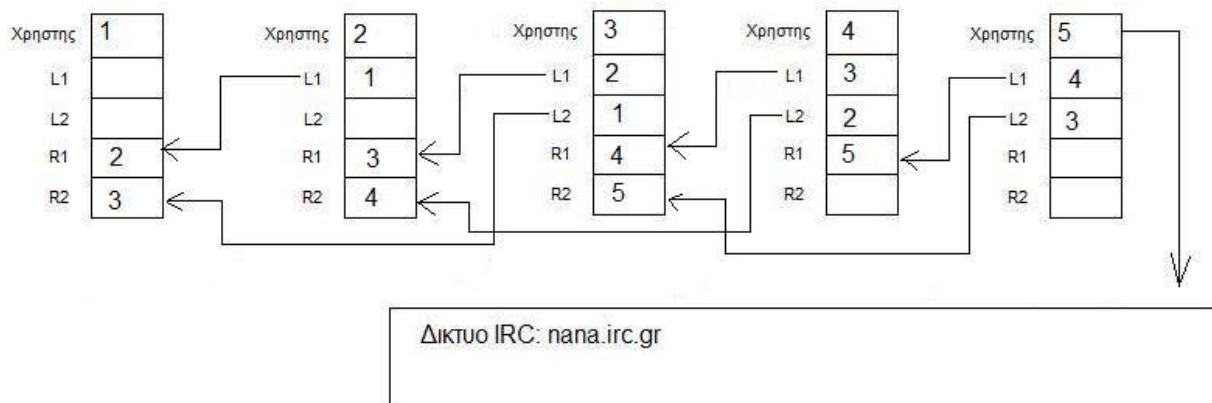 Χρηστης 1 Χρηστης 2 Χρηστης 3 Χρηστης 4 Χρηστης 5
L1 L1 1 L1 2 L1 3 L1 4
L2 L2 L2 1 L2 2 L2 3
R1 2 R1 3 R1 4 R1 5 R1
R2 3 R2 4 R2 5 R2 R2
Δικτυο IRC: nana.irc.gr